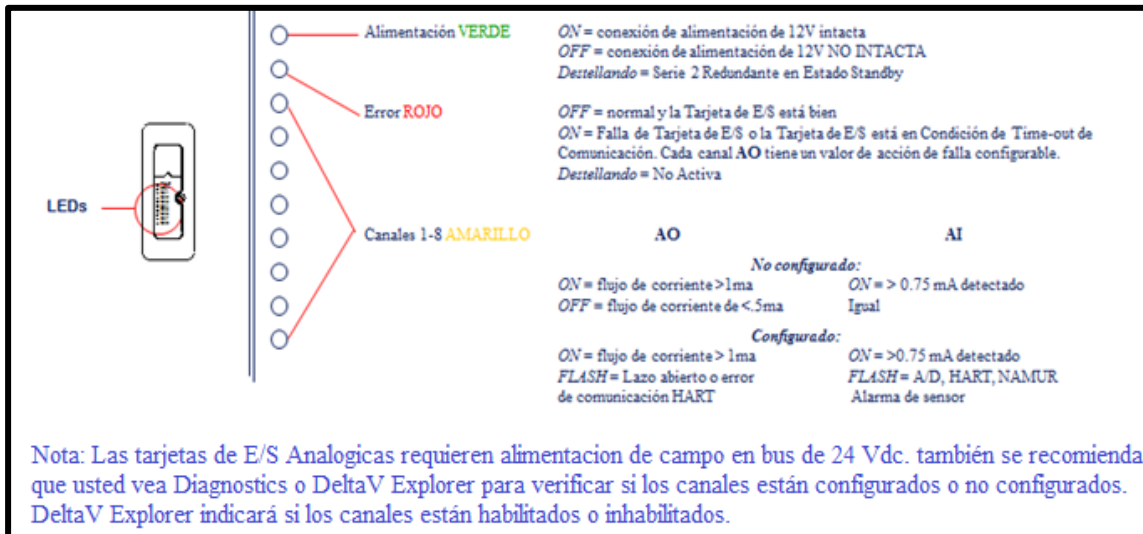 Alimentación VERDE
ON = conexión de alimentación de 12V intacta
OFF = conexión de alimentación de 12V NO INTACTA
Destellando = Serie 2 Redundante en Estado Standby
Error ROJO
OFF = normal y la Tarjeta de E/S está bien
ON = Falla de Tarjeta de E/S o la Tarjeta de E/S está en Condición de Time-out de
Comunicación. Cada canal AO tiene un valor de acción de falla configurable.
Destellando = No Activa
LEDs
Canales 1-8 AMARILLO
AO AI
No configurado:
ON = flujo de corriente >1ma ON = > 0.75 mA detectado
OFF = flujo de corriente de <.5ma Igual
Configurado:
ON = flujo de corriente > 1ma ON = >0.75 mA detectado
FLASH = Lazo abierto o error FLASH = A/D, HART, NAMUR
de comunicación HART Alarma de sensor
Nota: Las tarjetas de E/S Analogicas requieren alimentacion de campo en bus de 24 Vdc. también se recomienda
que usted vea Diagnostics o DeltaV Explorer para verificar si los canales están configurados o no configurados.
DeltaV Explorer indicará si los canales están habilitados o inhabilitados.